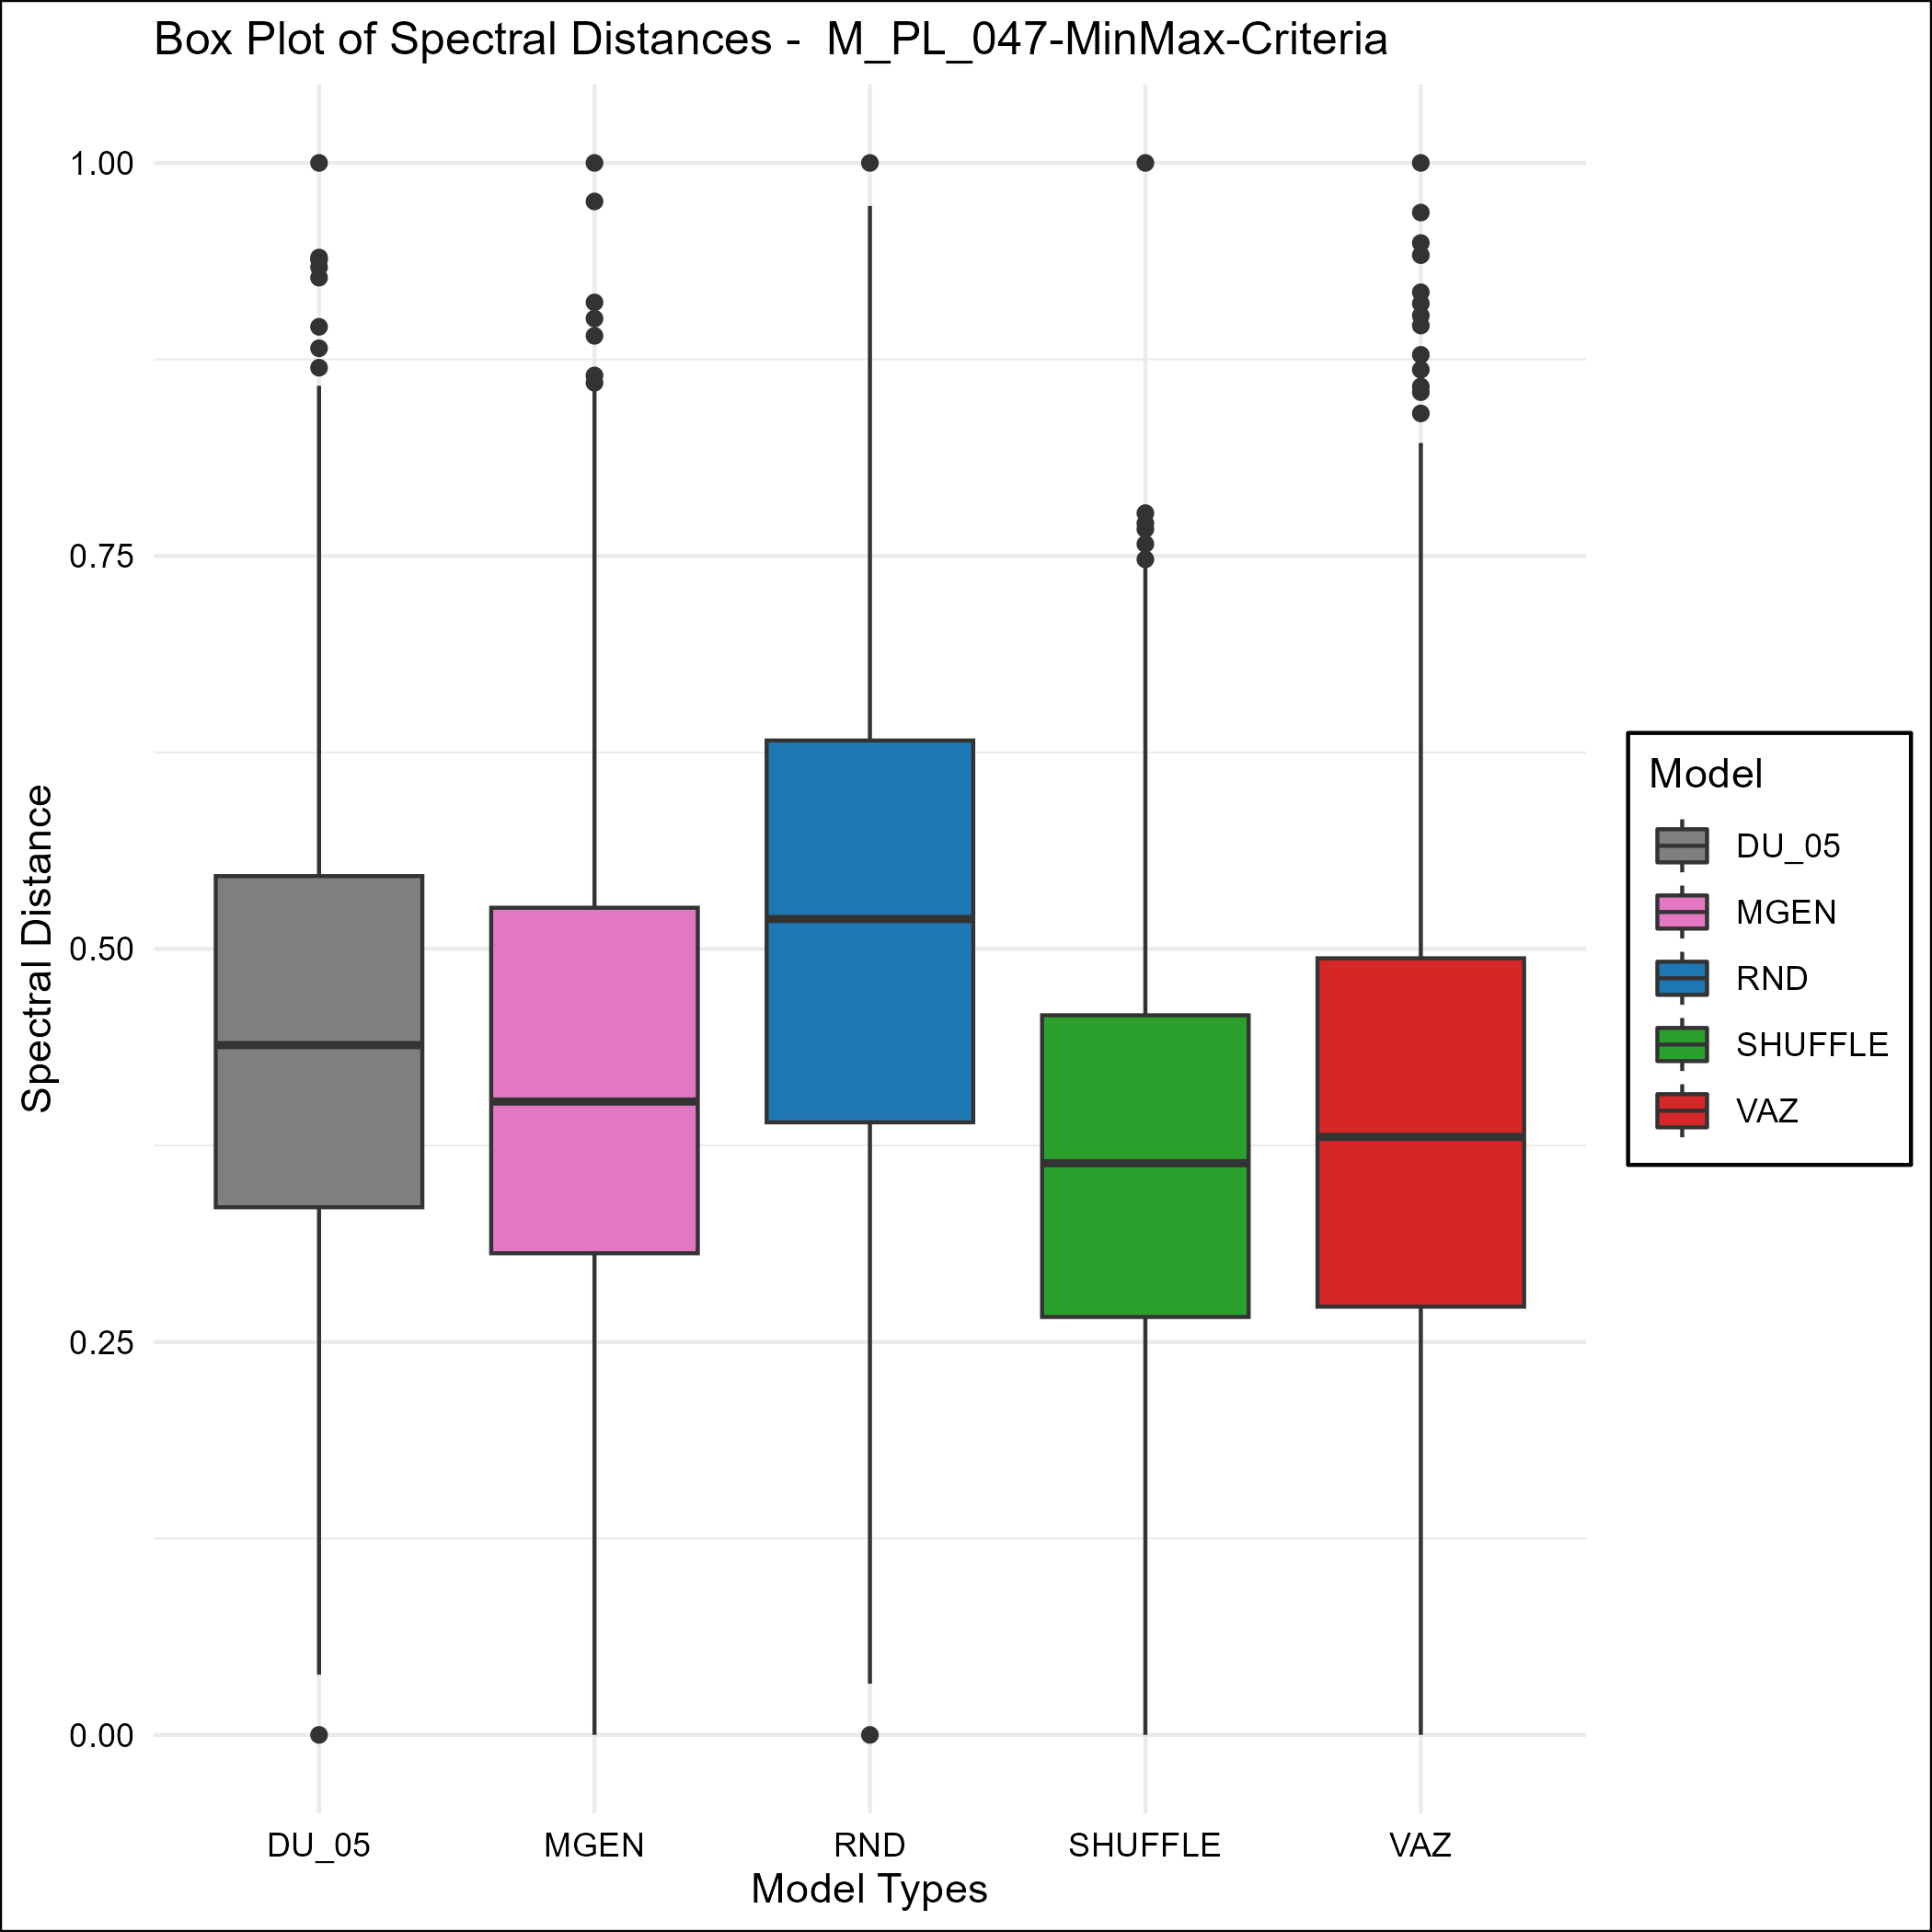 Box Plot of Spectral Distances -  M_PL_047-MinMax-Criteria
1.00
0.75
0.50
0.25
0.00
Spectral Distance
DU_05
MGEN
RND
SHUFFLE
VAZ
Model Types
Model
DU_05
MGEN
RND
SHUFFLE
VAZ